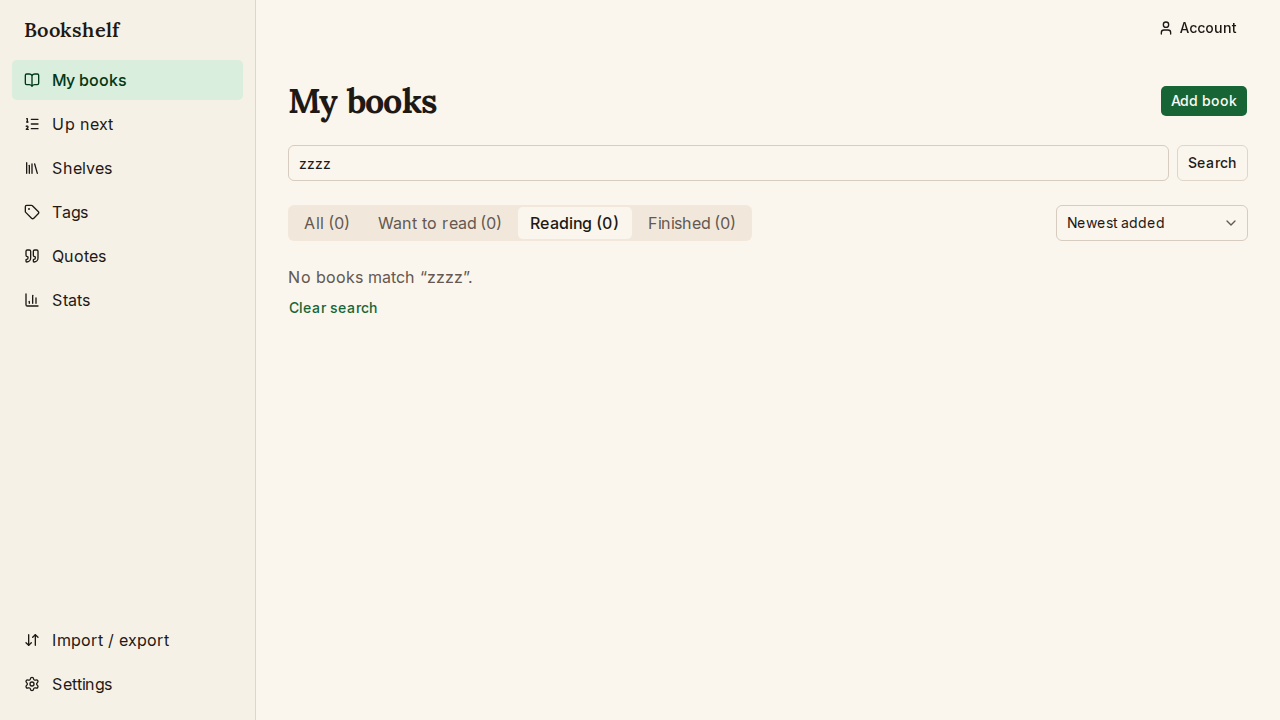 Bookshelf
My books
Up next
Shelves
Tags
Quotes
Stats
Import / export
Settings
Account
My books
Add book
zzzz
Search
All (0)
Want to read (0)
Reading (0)
Finished (0)
Newest added
No books match “zzzz”.
Clear search